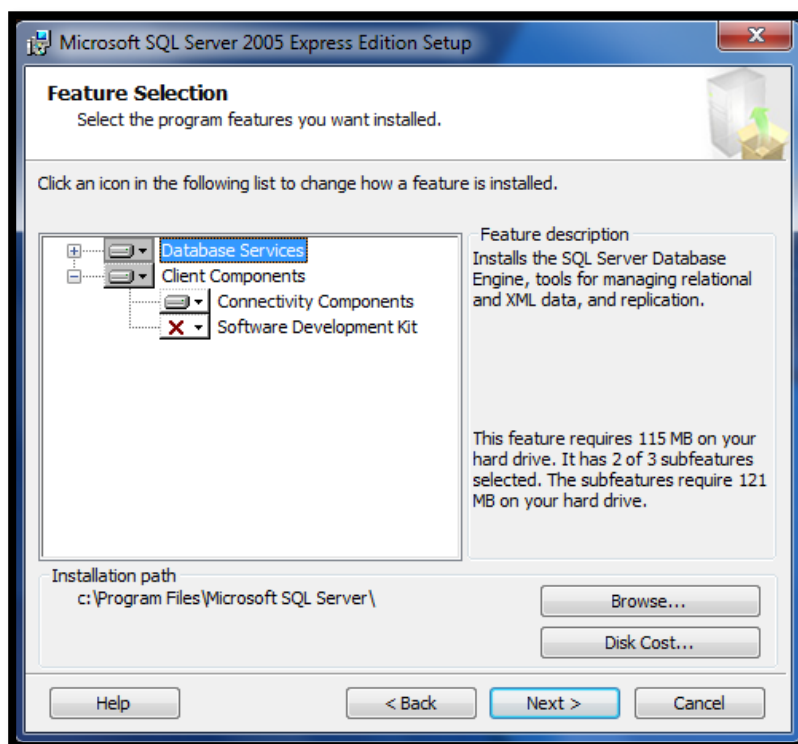 Microsoft SQL Server 2005 Express Edition Setup
Feature Selection
Select the program features you want installed.
Click an icon in the following list to change how a feature is installed.
Database Services
Client Components
Connectivity Components
Software Development Kit
Feature description
Installs the SQL Server Database
Engine, tools for managing relational
and XML data, and replication.
This feature requires 115 MB on your
hard drive. It has 2 of 3 subfeatures
selected. The subfeatures require 121
MB on your hard drive.
Installation path
c:\Program Files\Microsoft SQL Server\
Browse...
Disk Cost...
Help
< Back
Next >
Cancel